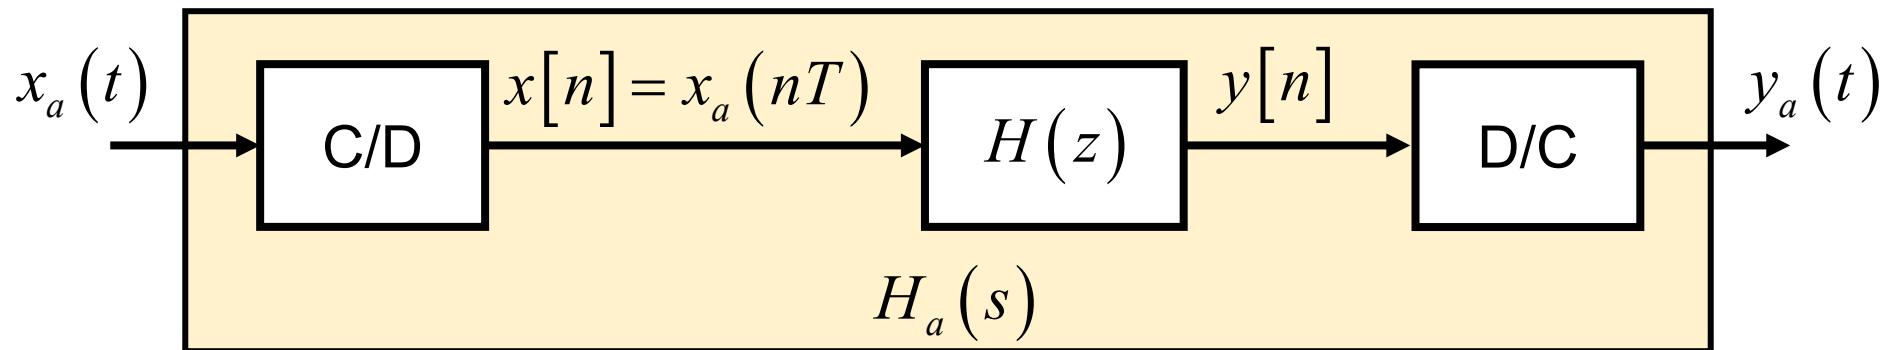 x_a(t) x[n] = x_a(nT) y[n] y_a(t)
C/D H(z) D/C
H_a(s)